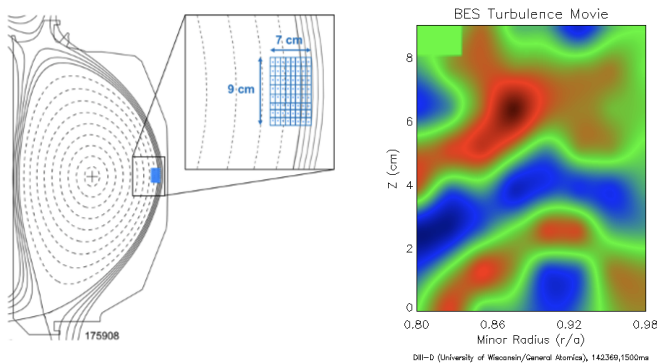 7 cm
9 cm
175908
BES Turbulence Movie
8
6
4
2
0
Z (cm)
0.80 0.86 0.92 0.98
Minor Radius (r/a)
DIII-D (University of Wisconsin/General Atomics), 142369,1500ms